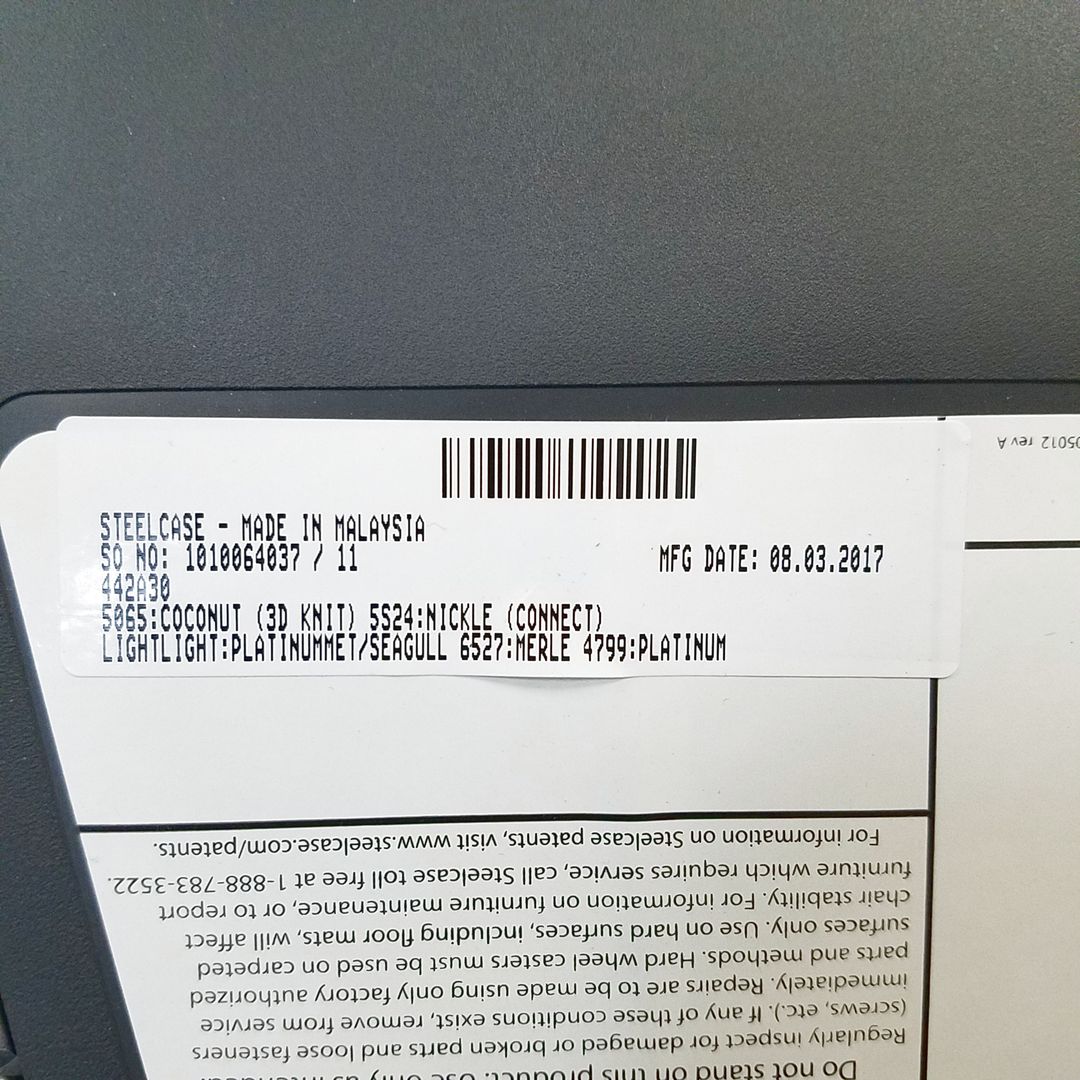 STEELCASE - MADE IN MALAYSIA
SO NO: 1010064037 / 11
MFG DATE: 08.03.2017
442A30
5065:COCONUT (3D KNIT) 5S24:NICKLE (CONNECT)
LIGHTLIGHT:PLATINUMMET/SEAGULL 6527:MERLE 4799:PLATINUM
05012 rev A
Do not stand on this product. Use only as intended.
Regularly inspect for damaged or broken parts and loose fasteners
(screws, etc.). If any of these conditions exist, remove from service
immediately. Repairs are to be made using only factory authorized
parts and methods. Hard wheel casters must be used on carpeted
surfaces only. Use on hard surfaces, including floor mats, will affect
chair stability. For information on furniture maintenance, or to report
furniture which requires service, call Steelcase toll free at 1-888-783-3522.
For information on Steelcase patents, visit www.steelcase.com/patents.